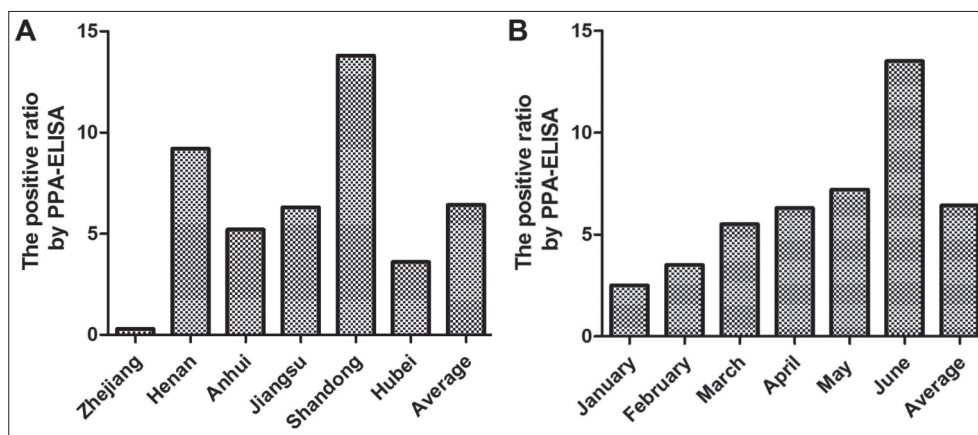 A
The positive ratio
by PPA-ELISA
15
10
5
0
Zhejiang
Henan
Anhui
Jiangsu
Shandong
Hubei
Average
B
The positive ratio
by PPA-ELISA
15
10
5
0
January
February
March
April
May
June
Average